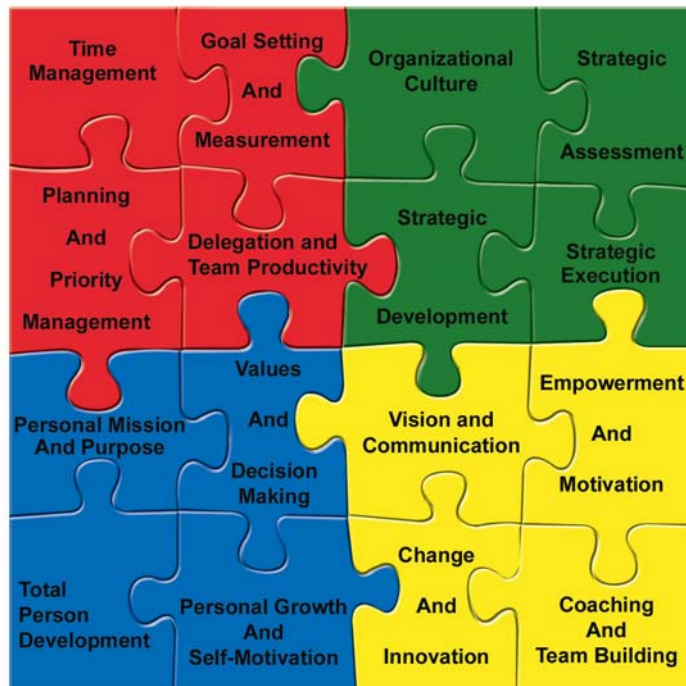 Time
Management
Goal Setting
And
Measurement
Organizational
Culture
Strategic
Assessment
Planning
And
Priority
Management
Delegation and
Team Productivity
Strategic
Development
Strategic
Execution
Personal Mission
And Purpose
Values
And
Decision
Making
Vision and
Communication
Empowerment
And
Motivation
Total
Person
Development
Personal Growth
And
Self-Motivation
Change
And
Innovation
Coaching
And
Team Building